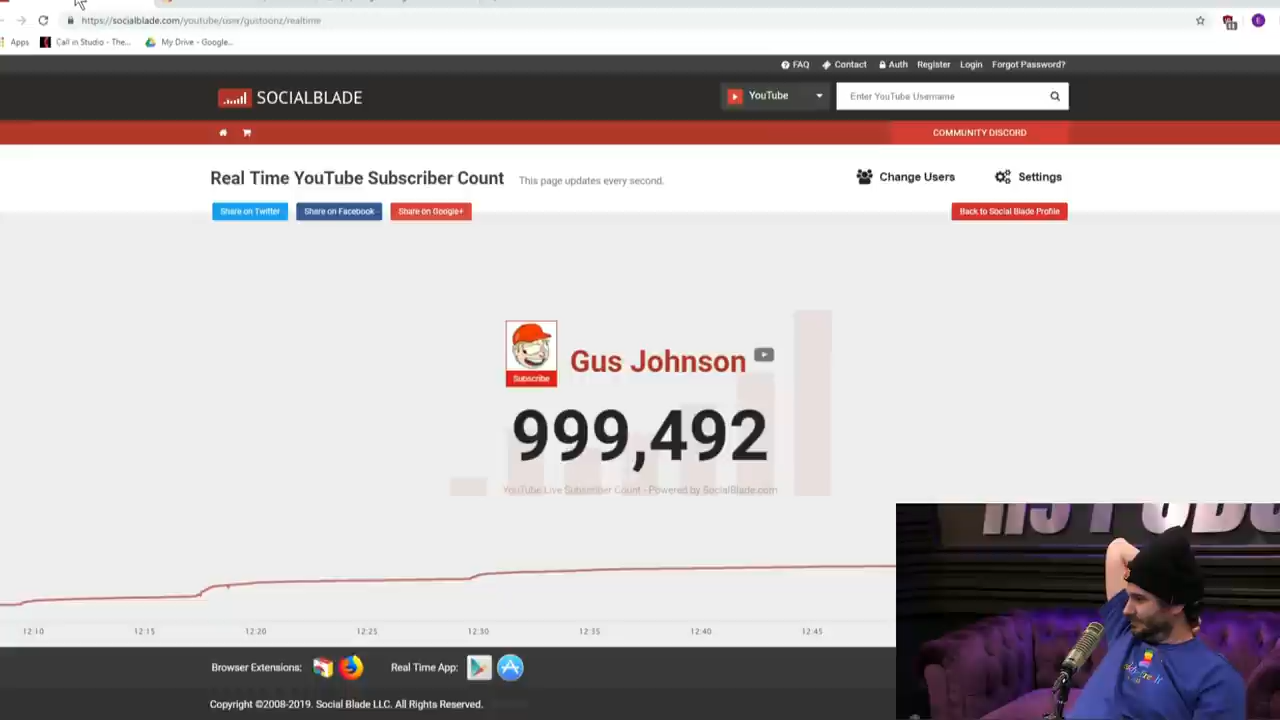 https://socialblade.com/youtube/user/gustoonz/realtime
Apps Call in Studio - The... My Drive - Google...
FAQ Contact Auth Register Login Forgot Password?
SOCIALBLADE
YouTube
Enter YouTube Username
COMMUNITY DISCORD
Real Time YouTube Subscriber Count
This page updates every second.
Change Users
Settings
Share on Twitter Share on Facebook Share on Google+
Back to Social Blade Profile
Subscribe
Gus Johnson
999,492
YouTube Live Subscriber Count - Powered by SocialBlade.com
12:10 12:15 12:20 12:25 12:30 12:35 12:40 12:45
Browser Extensions:
Real Time App:
Copyright ©2008-2019. Social Blade LLC. All Rights Reserved.